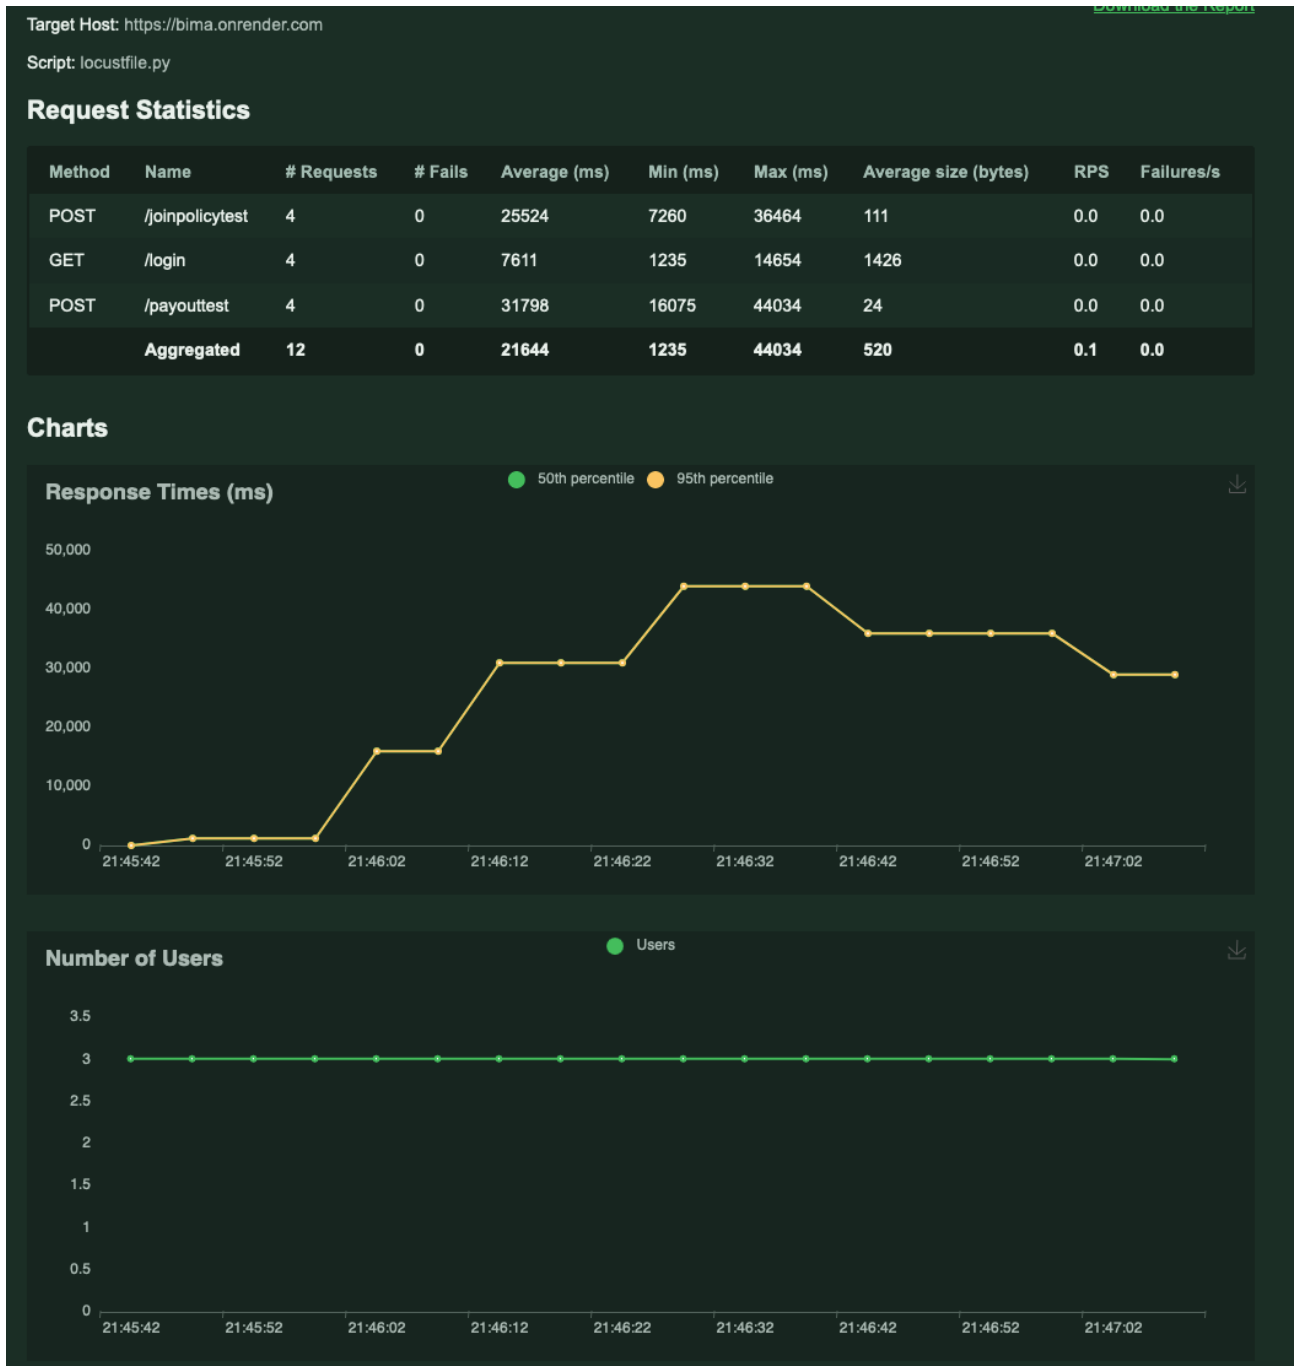 Download the Report
Target Host: https://bima.onrender.com
Script: locustfile.py
Request Statistics
Method Name # Requests # Fails Average (ms) Min (ms) Max (ms) Average size (bytes) RPS Failures/s
POST /joinpolicytest 4 0 25524 7260 36464 111 0.0 0.0
GET /login 4 0 7611 1235 14654 1426 0.0 0.0
POST /payouttest 4 0 31798 16075 44034 24 0.0 0.0
Aggregated 12 0 21644 1235 44034 520 0.1 0.0
Charts
Response Times (ms)
50th percentile 95th percentile
50,000
40,000
30,000
20,000
10,000
0
21:45:42 21:45:52 21:46:02 21:46:12 21:46:22 21:46:32 21:46:42 21:46:52 21:47:02
Number of Users
Users
3.5
3
2.5
2
1.5
1
0.5
0
21:45:42 21:45:52 21:46:02 21:46:12 21:46:22 21:46:32 21:46:42 21:46:52 21:47:02